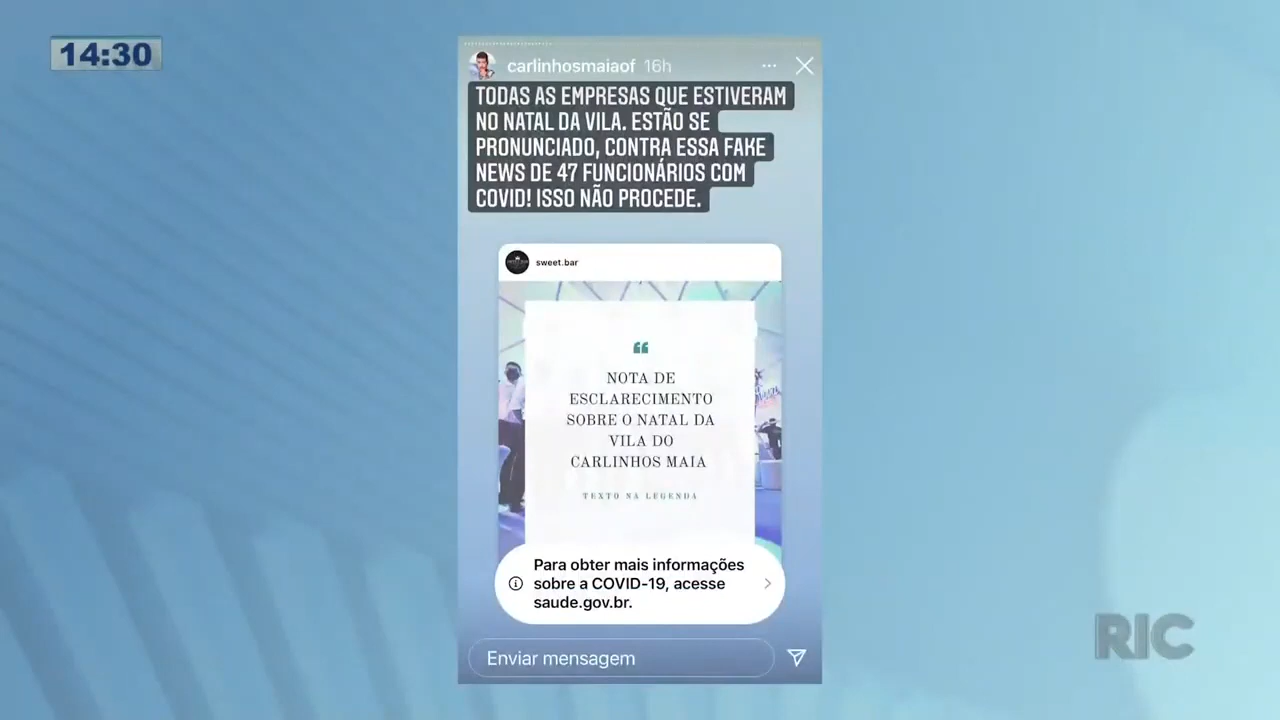 14:30
carlinhosmaiaof 16h
TODAS AS EMPRESAS QUE ESTIVERAM
NO NATAL DA VILA. ESTÃO SE
PRONUNCIADO, CONTRA ESSA FAKE
NEWS DE 47 FUNCIONÁRIOS COM
COVID! ISSO NÃO PROCEDE.
sweet.bar
“
NOTA DE
ESCLARECIMENTO
SOBRE O NATAL DA
VILA DO
CARLINHOS MAIA
TEXTO NA LEGENDA
Para obter mais informações
sobre a COVID-19, acesse
saude.gov.br.
Enviar mensagem
RIC